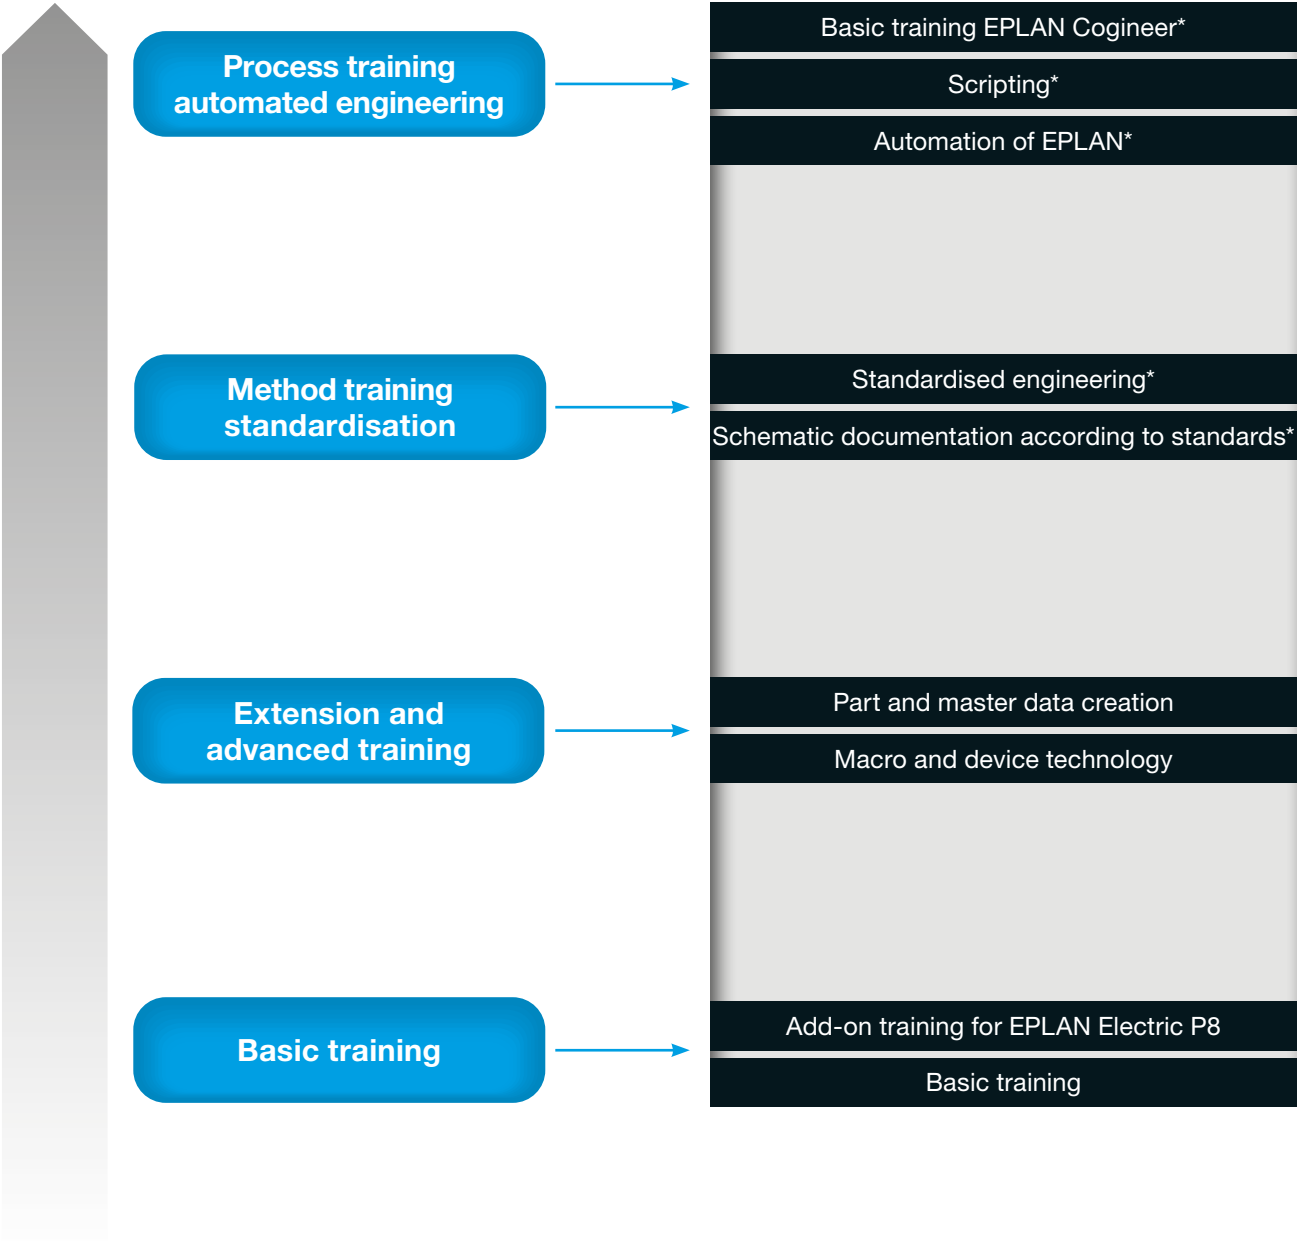 Process training
automated engineering
Basic training EPLAN Cogineer*
Scripting*
Automation of EPLAN*
Method training
standardisation
Standardised engineering*
Schematic documentation according to standards*
Extension and
advanced training
Part and master data creation
Macro and device technology
Basic training
Add-on training for EPLAN Electric P8
Basic training